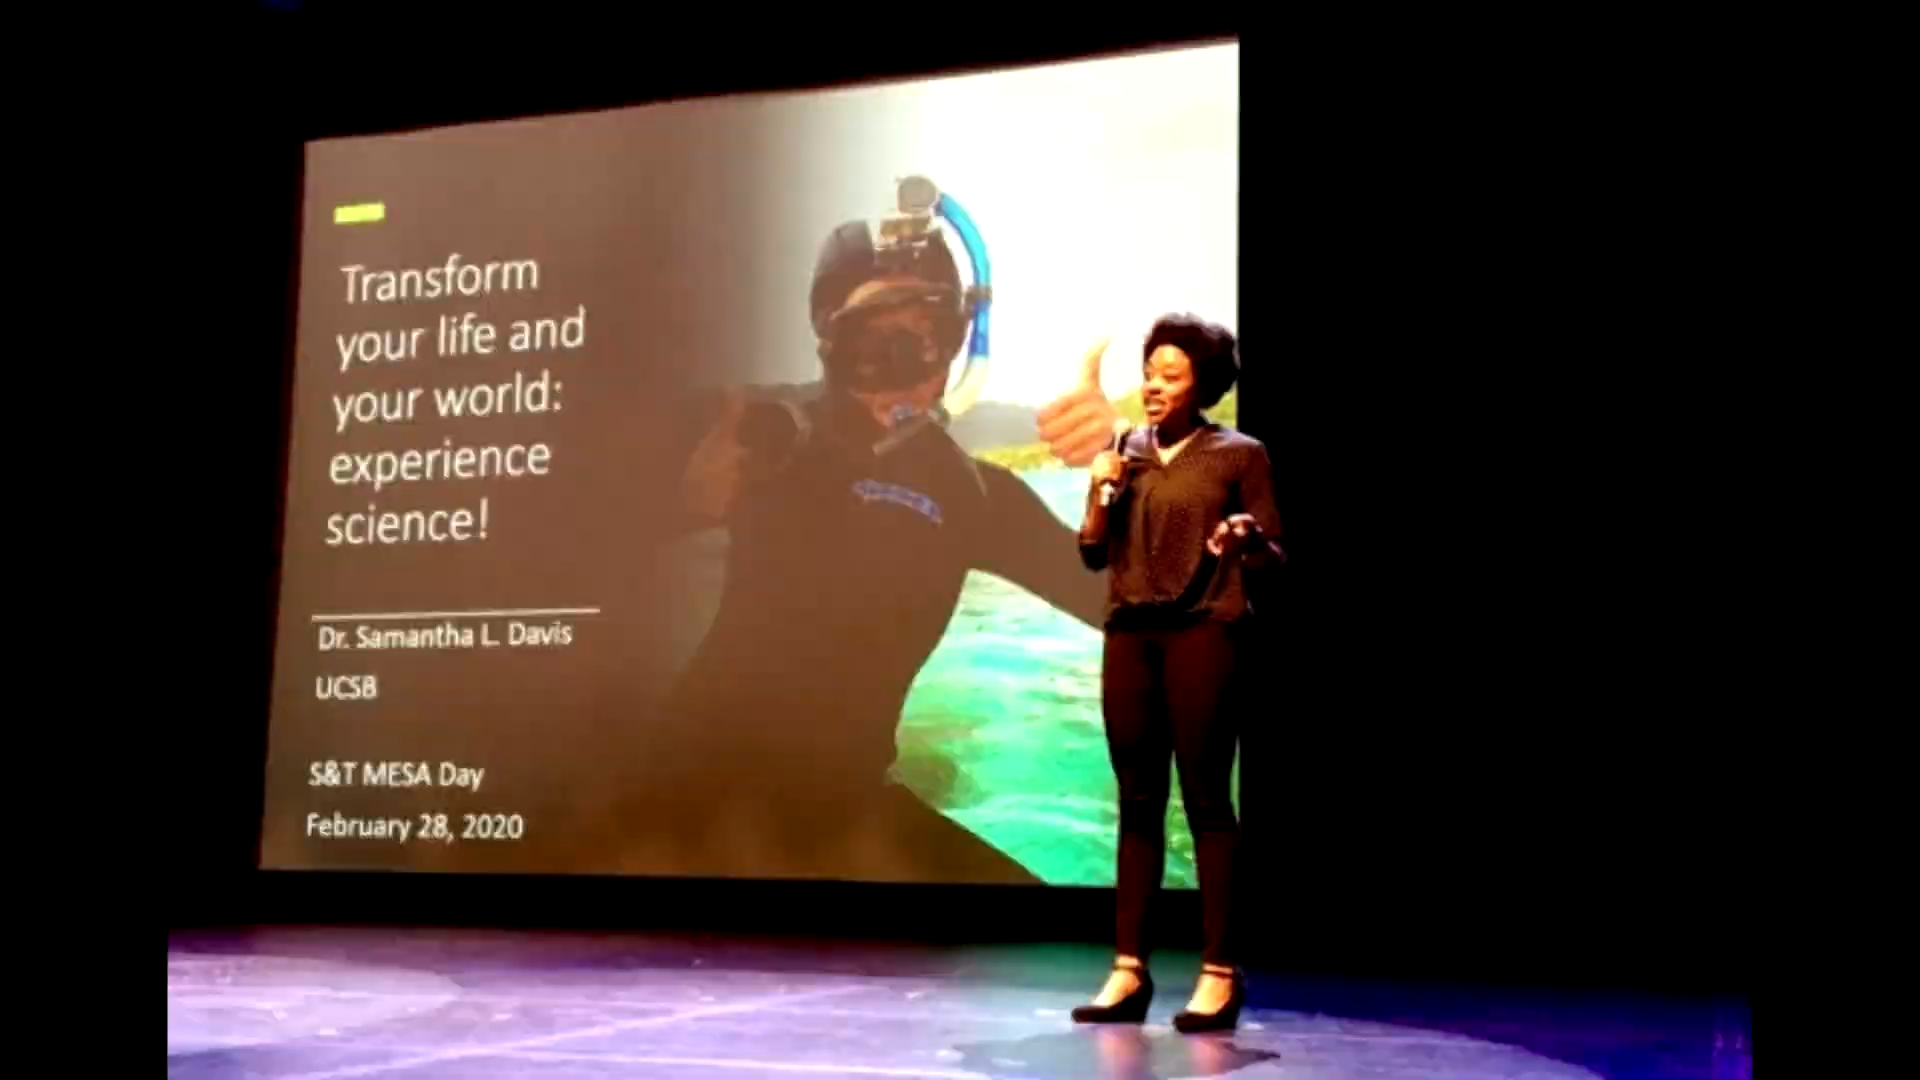 Transform
your life and
your world:
experience
science!
Dr. Samantha L. Davis
UCSB
S&T MESA Day
February 28, 2020